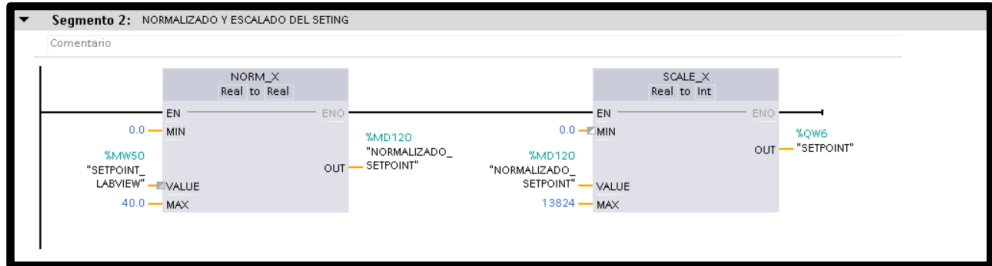 Segmento 2: NORMALIZADO Y ESCALADO DEL SETING
Comentario
NORM_X
Real to Real
EN
ENO
0.0
MIN
%MW50
"SETPOINT_
LABVIEW"
VALUE
40.0
MAX
OUT
%MD120
"NORMALIZADO_
SETPOINT"
SCALE_X
Real to Int
EN
ENO
0.0
MIN
%MD120
"NORMALIZADO_
SETPOINT"
VALUE
13824
MAX
OUT
%QW6
"SETPOINT"